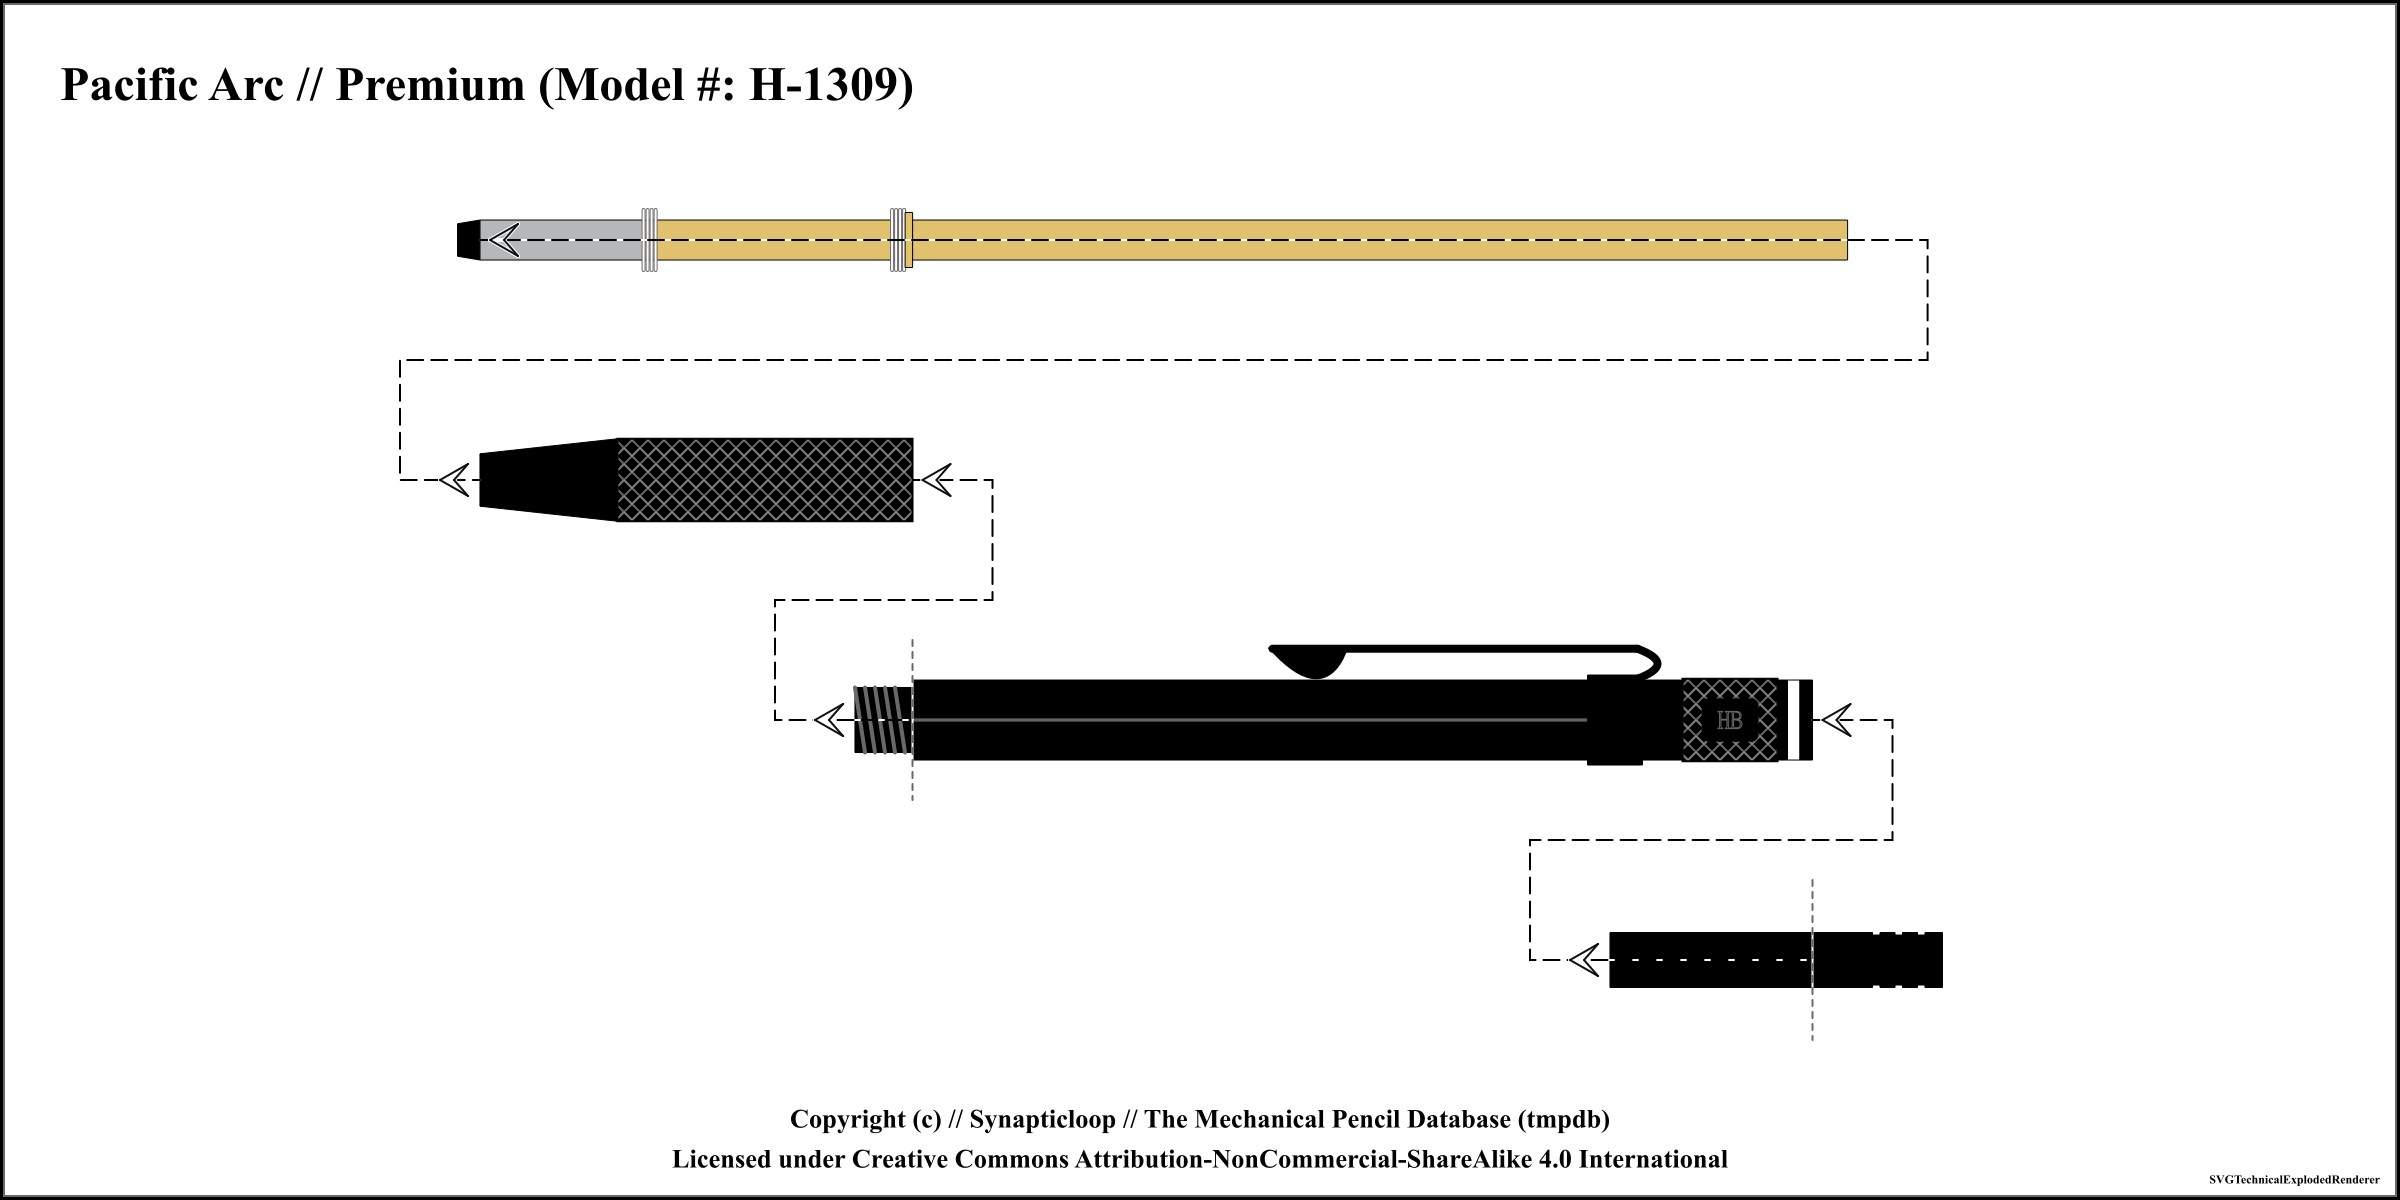 Pacific Arc // Premium (Model #: H-1309)
HB
Copyright (c) // Synapticloop // The Mechanical Pencil Database (tmpdb)
Licensed under Creative Commons Attribution-NonCommercial-ShareAlike 4.0 International
SVGTechnicalExplodedRenderer